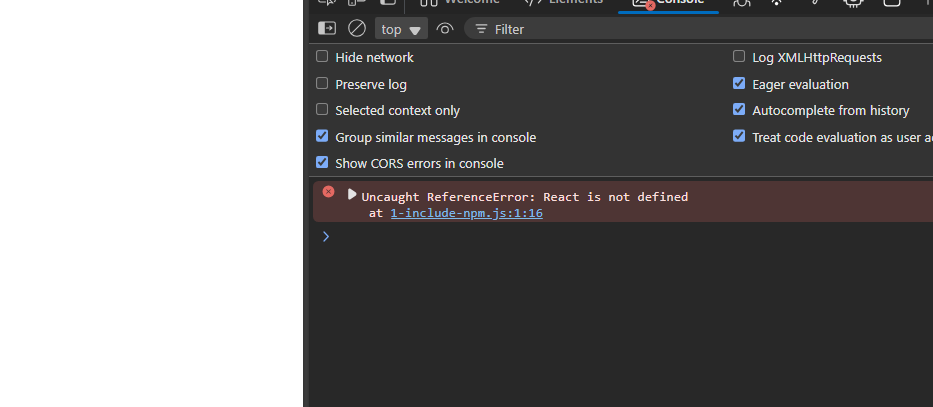 Welcome
Elements
Console
top
Filter
Hide network
Log XMLHttpRequests
Preserve log
Eager evaluation
Selected context only
Autocomplete from history
Group similar messages in console
Treat code evaluation as user
Show CORS errors in console
Uncaught ReferenceError: React is not defined
at 1-include-npm.js:1:16